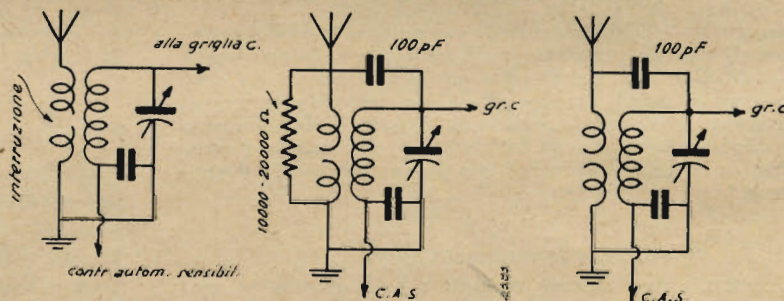 alla griglia c.
interruzione
contr autom. sensibil.
100 pF
10000 - 20000 Ω
gr. c
C.A.S
100 pF
gr. c
C.A.S.